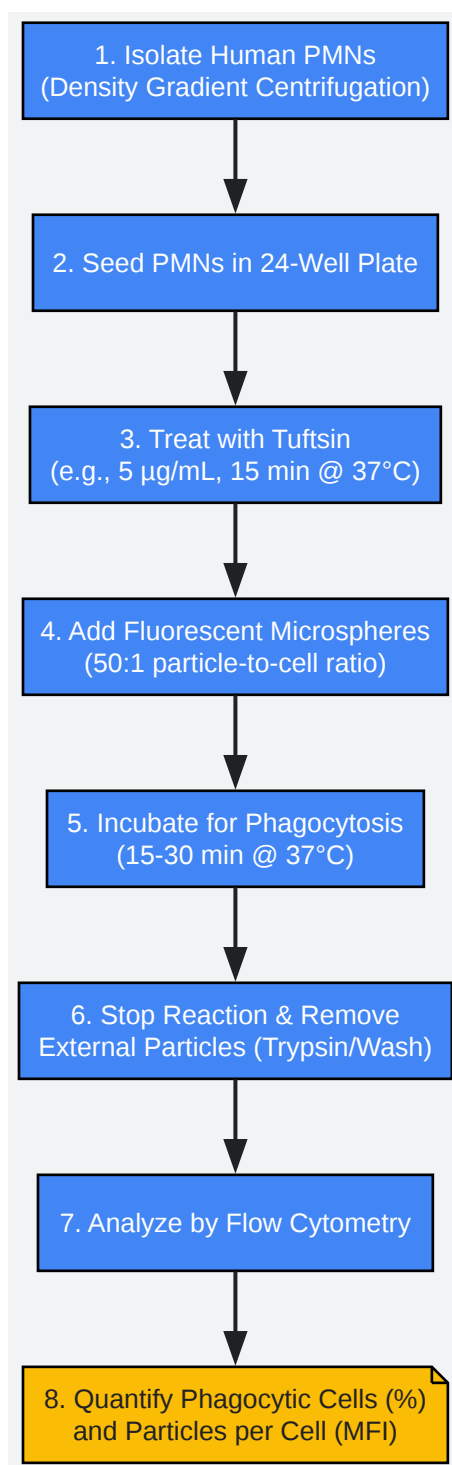 1. Isolate Human PMNs
(Density Gradient Centrifugation)
2. Seed PMNs in 24-Well Plate
3. Treat with Tuftsin
(e.g., 5 µg/mL, 15 min @ 37°C)
4. Add Fluorescent Microspheres
(50:1 particle-to-cell ratio)
5. Incubate for Phagocytosis
(15-30 min @ 37°C)
6. Stop Reaction & Remove
External Particles (Trypsin/Wash)
7. Analyze by Flow Cytometry
8. Quantify Phagocytic Cells (%)
and Particles per Cell (MFI)